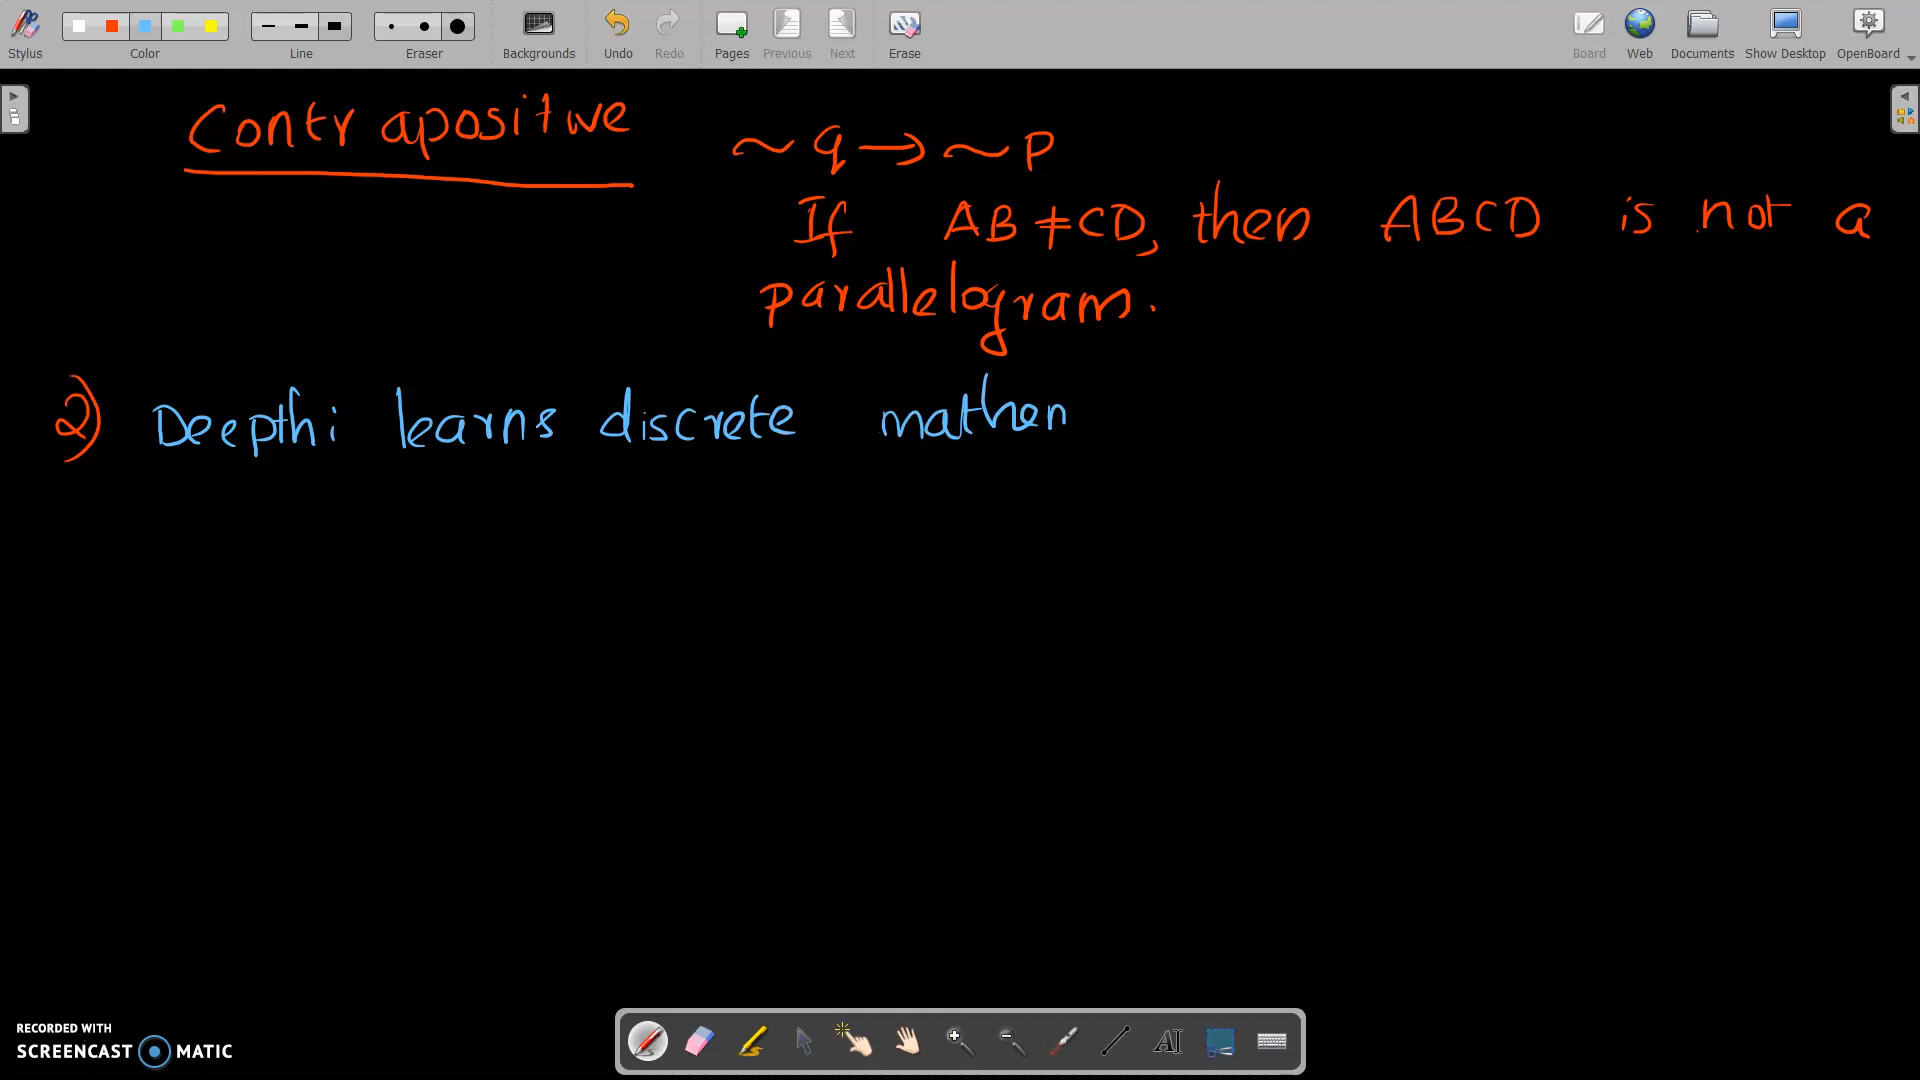 Stylus Color Line Eraser Backgrounds Undo Redo Pages Previous Next Erase Board Web Documents Show Desktop OpenBoard
Contrapositive
~q → ~p
If AB ≠ CD, then ABCD is not a
parallelogram.
2) Deepthi learns discrete mathen
RECORDED WITH
SCREENCAST MATIC